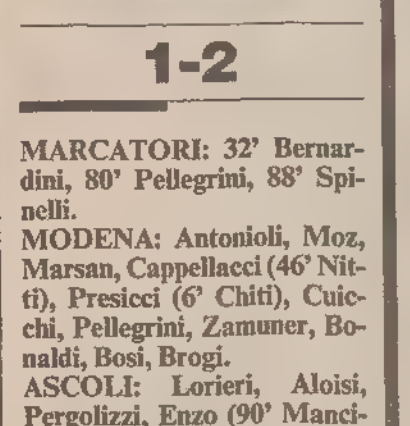 1-2
MARCATORI: 32' Bernar-
dini, 80' Pellegrini, 88' Spi-
nelli.
MODENA: Antonioli, Moz,
Marsan, Cappellacci (46' Nit-
ti), Presicci (6' Chiti), Cuic-
chi, Pellegrini, Zamuner, Bo-
naldi, Bosi, Brogi.
ASCOLI: Lorieri, Aloisi,
Pergolizzi, Enzo (90' Manci-